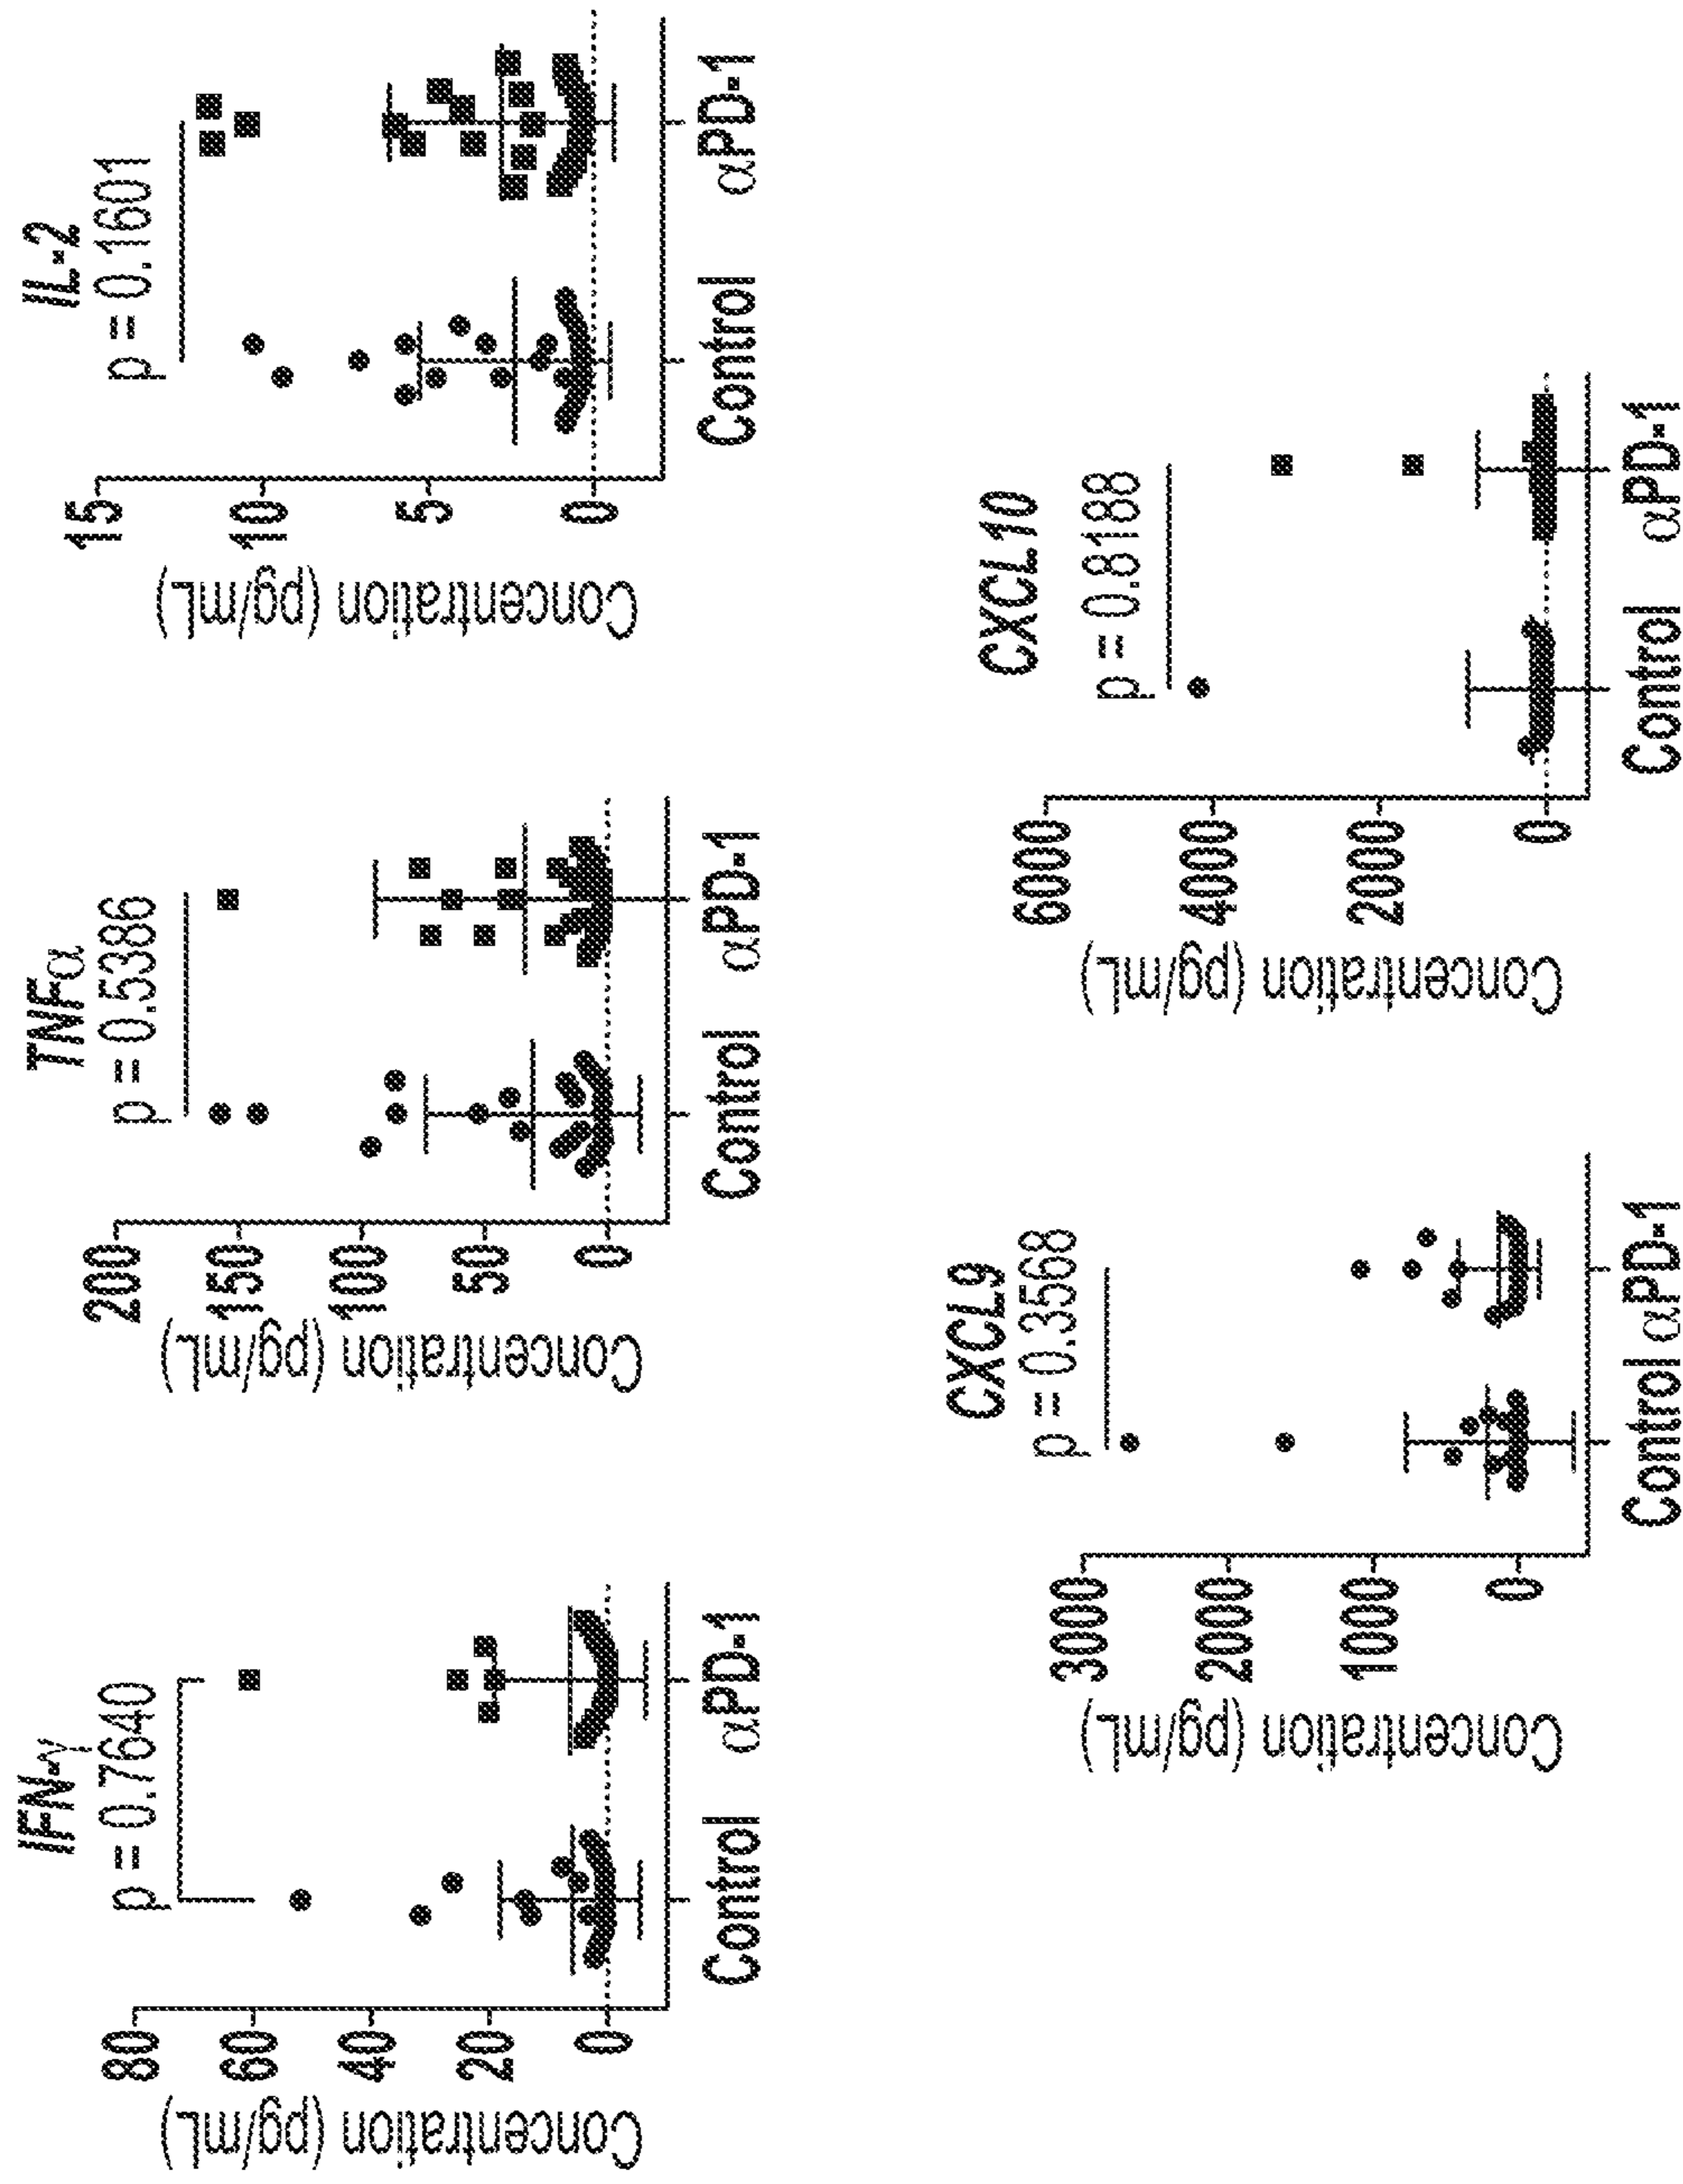 IFN-γ
p = 0.7640
Concentration (pg/mL)
80
60
40
20
0
Control
αPD-1
TNFα
p = 0.5386
Concentration (pg/mL)
200
150
100
50
0
Control
αPD-1
IL-2
p = 0.1601
Concentration (pg/mL)
15
10
5
0
Control
αPD-1
CXCL9
p = 0.3568
Concentration (pg/mL)
3000
2000
1000
0
Control αPD-1
CXCL10
p = 0.8188
Concentration (pg/mL)
6000
4000
2000
0
Control
αPD-1